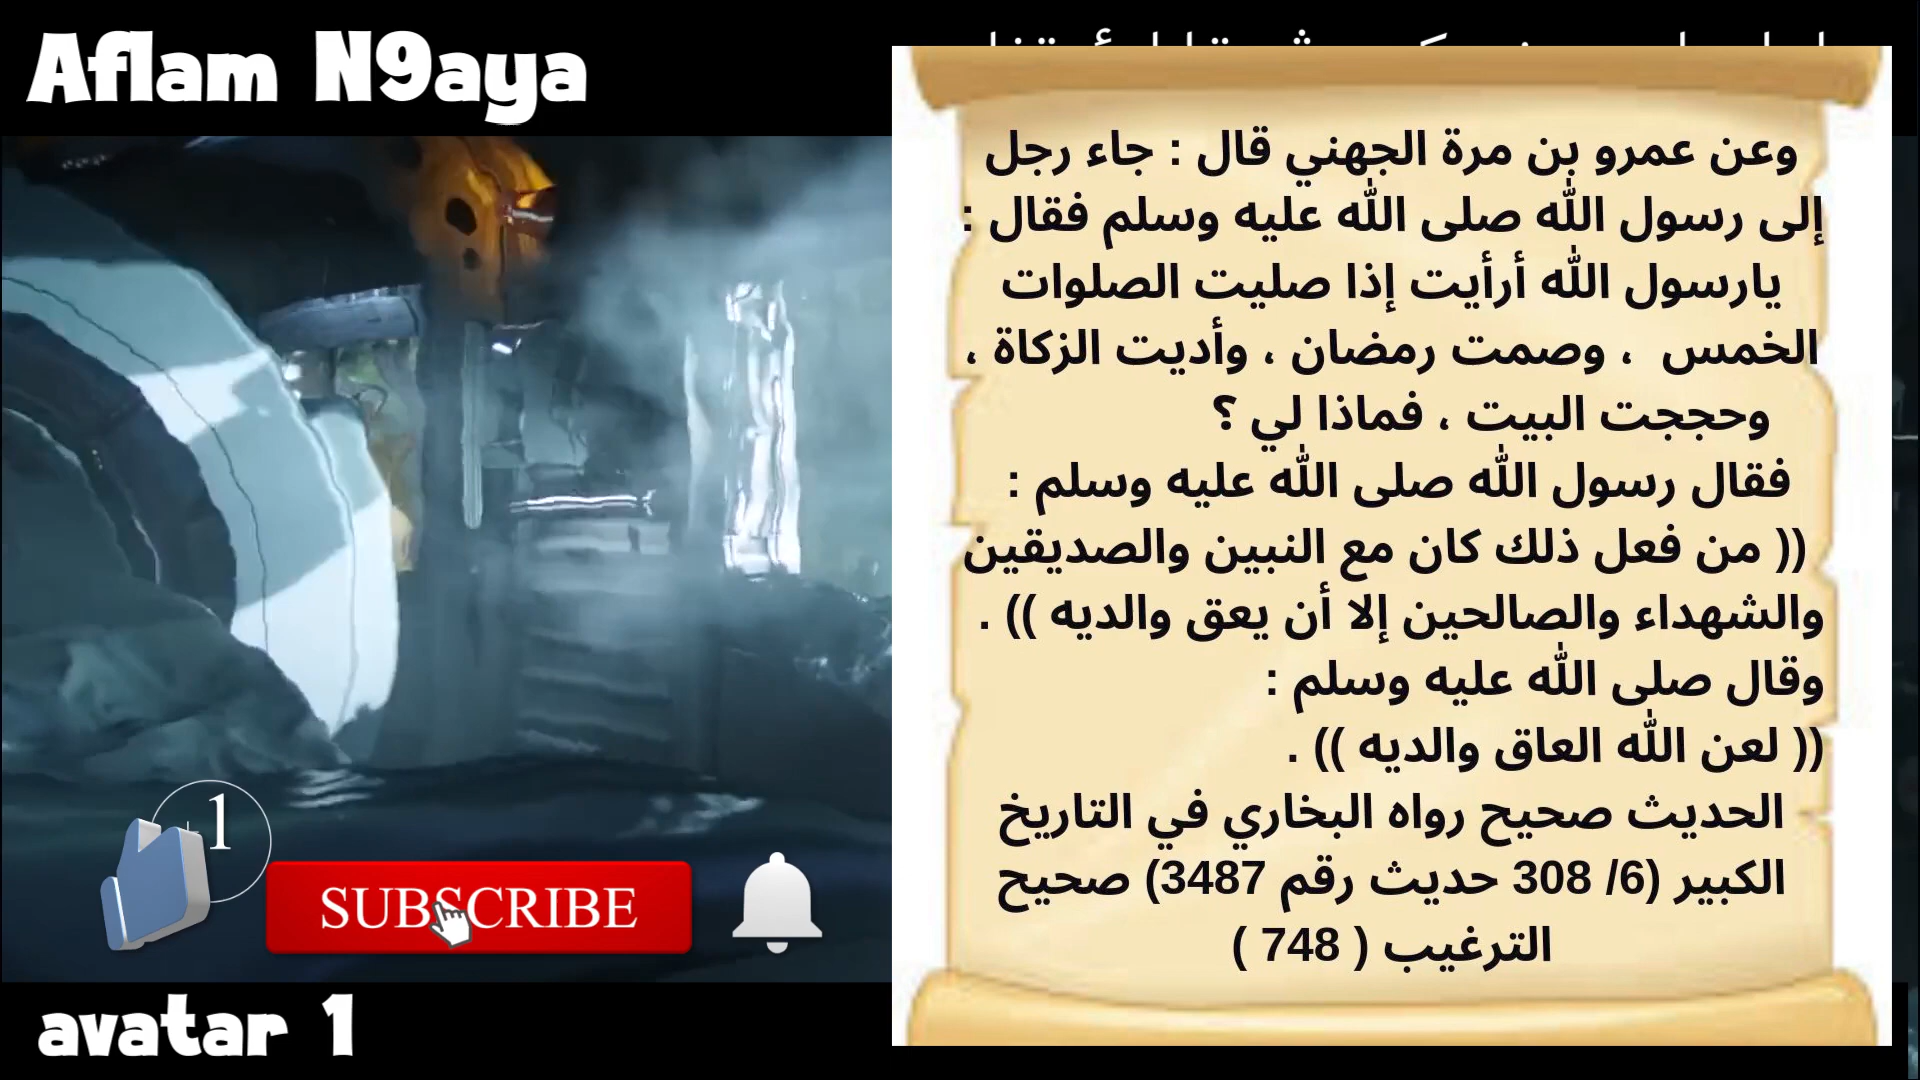 Aflam N9aya
وعن عمرو بن مرة الجهني قال : جاء رجل
إلى رسول الله صلى الله عليه وسلم فقال :
يارسول الله أرأيت إذا صليت الصلوات
الخمس ، وصمت رمضان ، وأديت الزكاة ،
وحججت البيت ، فماذا لي ؟
فقال رسول الله صلى الله عليه وسلم :
(( من فعل ذلك كان مع النبين والصديقين
والشهداء والصالحين إلا أن يعق والديه )) .
وقال صلى الله عليه وسلم :
(( لعن الله العاق والديه )) .
الحديث صحيح رواه البخاري في التاريخ
الكبير (6/ 308 حديث رقم 3487) صحيح
الترغيب ( 748 )
1
SUBSCRIBE
avatar 1